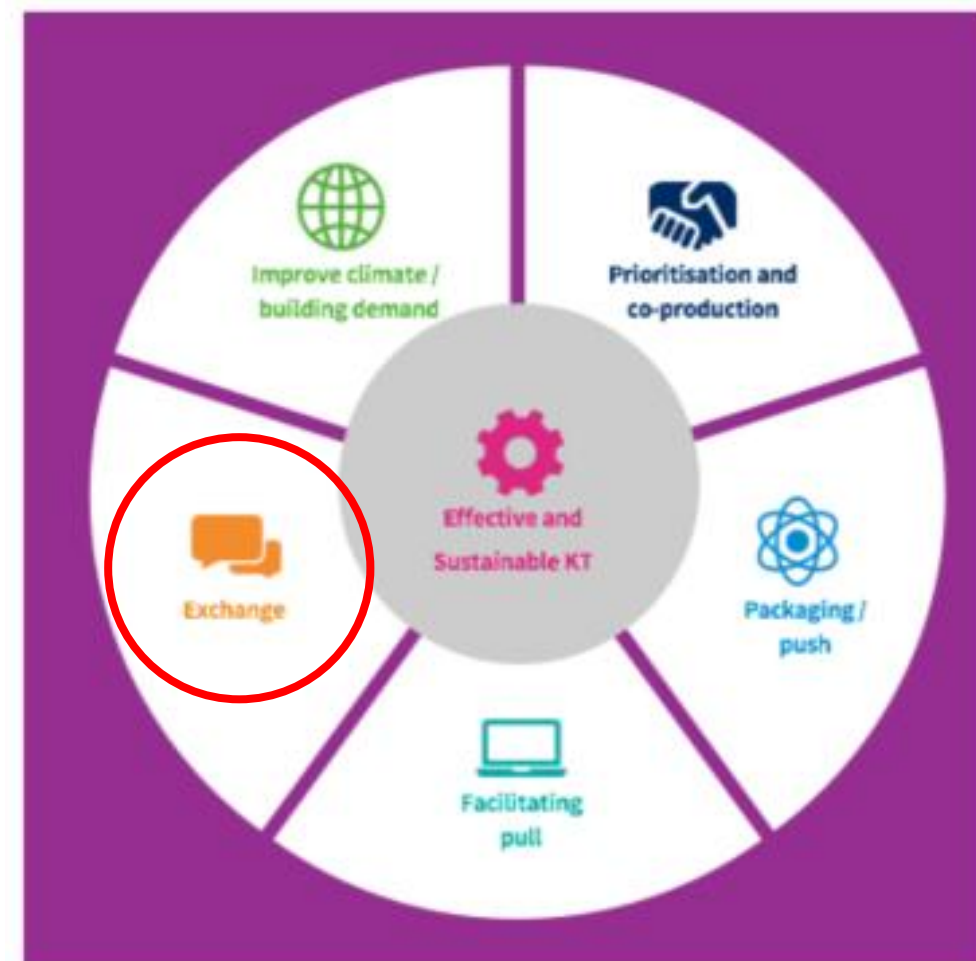 Improve climate /
building demand
Prioritisation and
co-production
Effective and
Sustainable KT
Exchange
Packaging /
push
Facilitating
pull